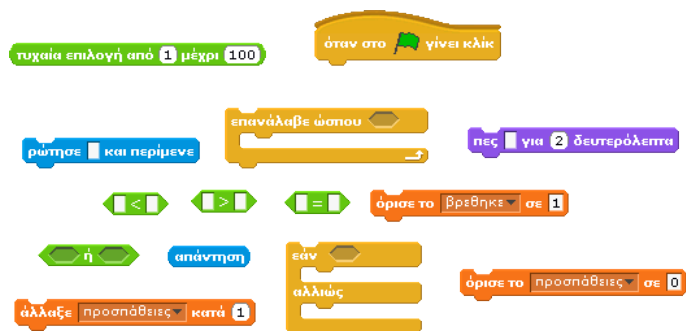 όταν στο γίνει κλίκ
τυχαία επιλογή από 1 μέχρι 100
επανάλαβε ώσπου
ρώτησε και περίμενε
πες για 2 δευτερόλεπτα
< > =
όρισε το βρεθηκε σε 1
ή
απάντηση
εάν
αλλιώς
όρισε το προσπάθειες σε 0
άλλαξε προσπάθειες κατά 1